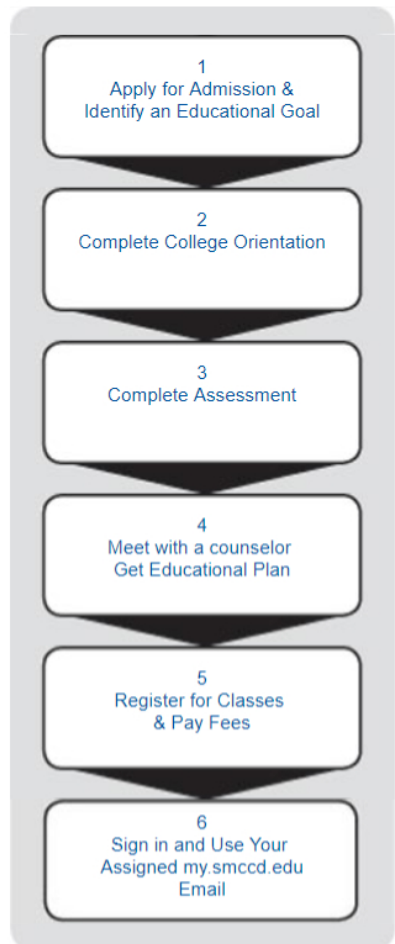 1
Apply for Admission &
Identify an Educational Goal
2
Complete College Orientation
3
Complete Assessment
4
Meet with a counselor
Get Educational Plan
5
Register for Classes
& Pay Fees
6
Sign in and Use Your
Assigned my.smccd.edu
Email